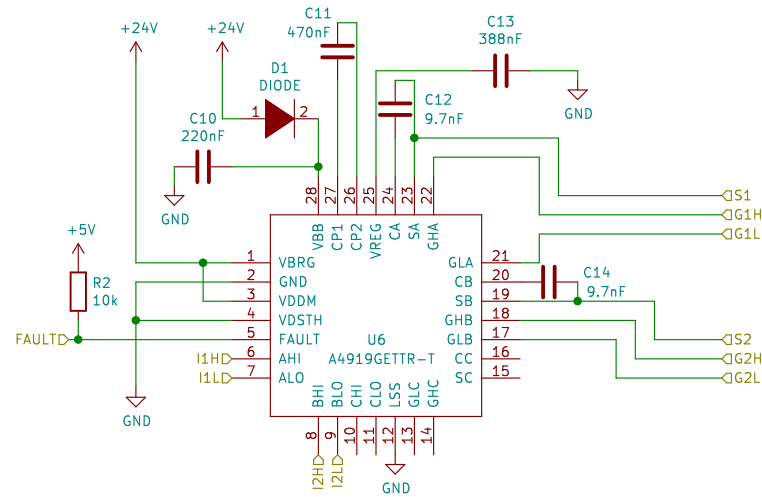 C11
470nF
C13
388nF
+24V
+24V
D1
DIODE
1
2
C12
9.7nF
C10
220nF
GND
GND
28
27
26
25
24
23
22
S1
G1H
G1L
VBB
CP1
CP2
VREG
CA
SA
GHA
+5V
R2
10k
1
VBRG
2
GND
3
VDDM
4
VDSTH
5
FAULT
6
AHI
7
ALO
FAULT
I1H
I1L
GLA
21
CB
20
SB
19
GHB
18
GLB
17
CC
16
SC
15
C14
9.7nF
U6
A4919GETTR-T
S2
G2H
G2L
BHI
BLO
CHI
CLO
LSS
GLC
GHC
8
9
10
11
12
13
14
GND
I2H
I2L
GND